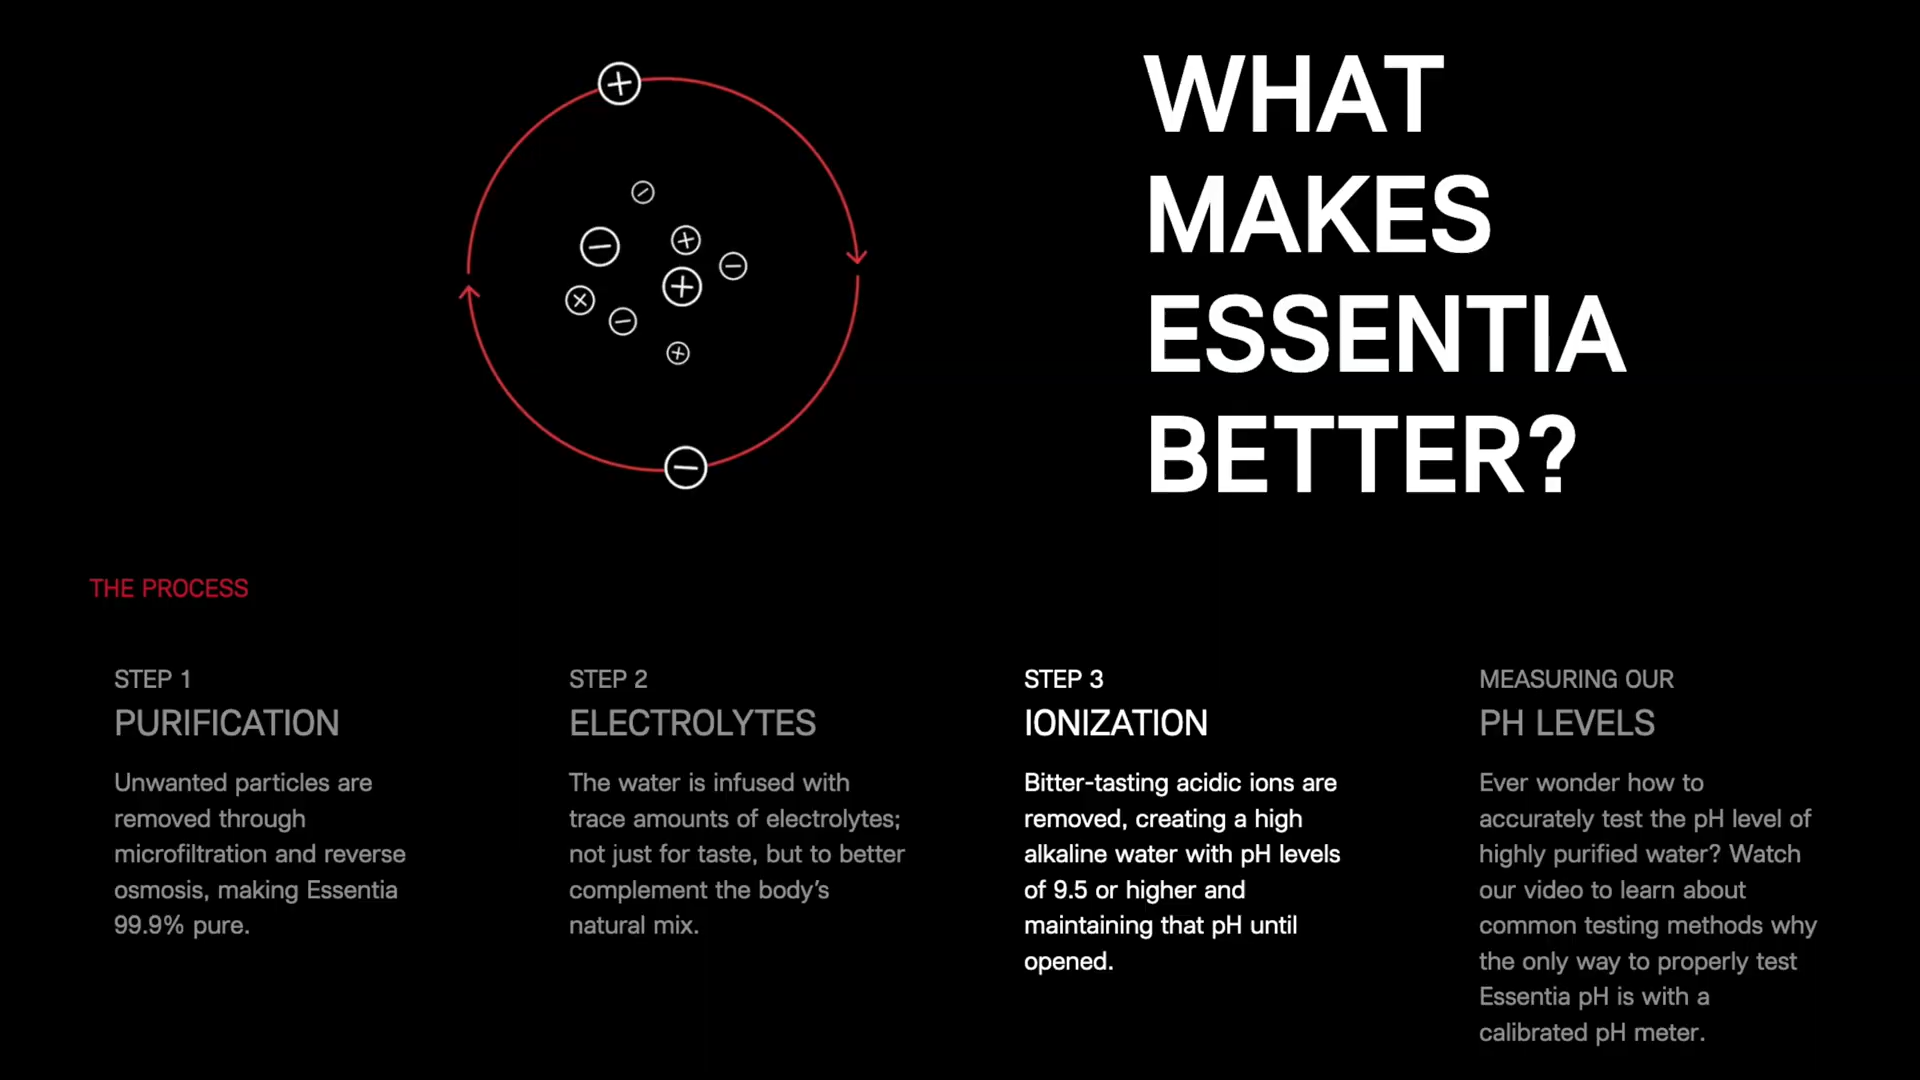 WHAT
MAKES
ESSENTIA
BETTER?
THE PROCESS
STEP 1
PURIFICATION
Unwanted particles are
removed through
microfiltration and reverse
osmosis, making Essentia
99.9% pure.
STEP 2
ELECTROLYTES
The water is infused with
trace amounts of electrolytes;
not just for taste, but to better
complement the body’s
natural mix.
STEP 3
IONIZATION
Bitter-tasting acidic ions are
removed, creating a high
alkaline water with pH levels
of 9.5 or higher and
maintaining that pH until
opened.
MEASURING OUR
PH LEVELS
Ever wonder how to
accurately test the pH level of
highly purified water? Watch
our video to learn about
common testing methods why
the only way to properly test
Essentia pH is with a
calibrated pH meter.